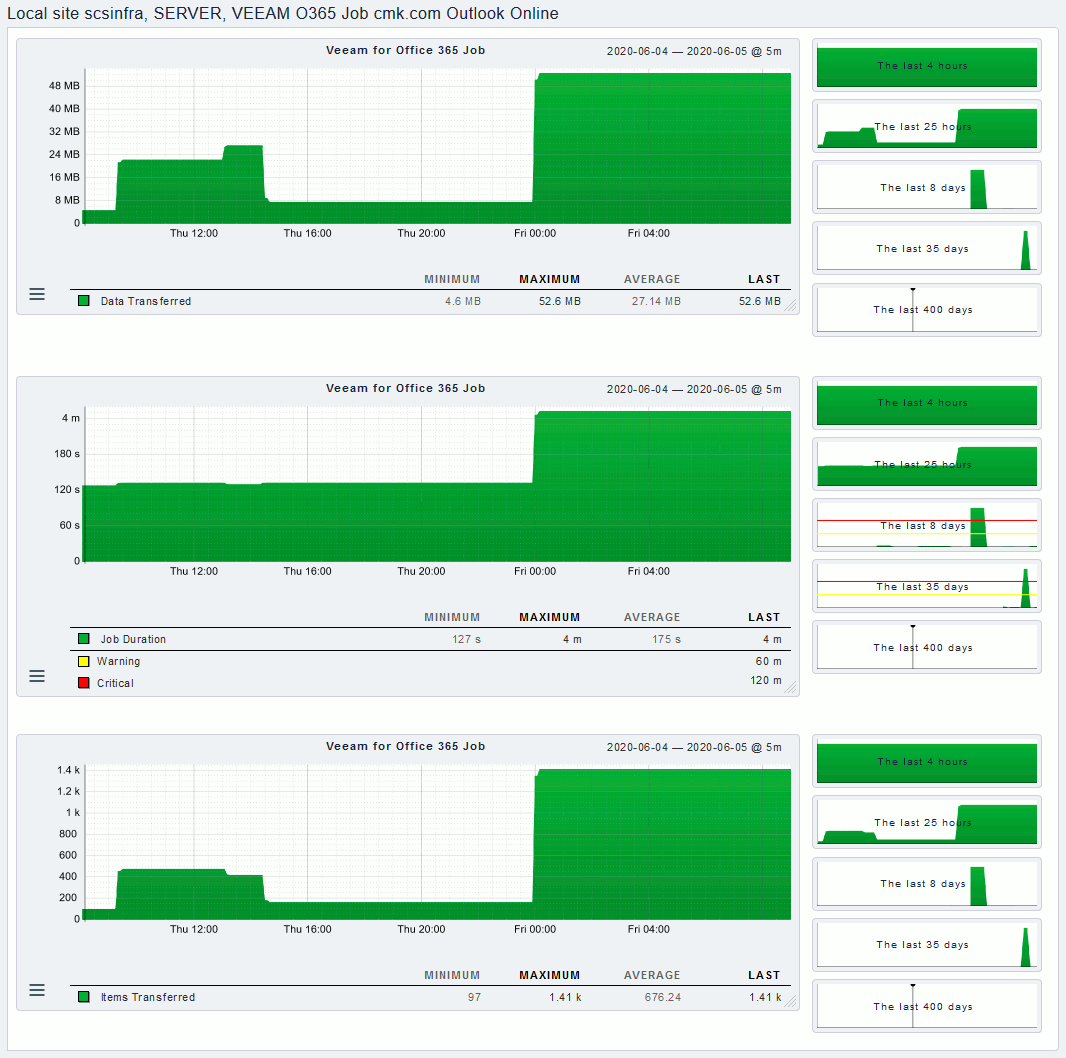 Local site scsinfra, SERVER, VEEAM O365 Job cmk.com Outlook Online
Veeam for Office 365 Job
2020-06-04 — 2020-06-05 @ 5m
48 MB
40 MB
32 MB
24 MB
16 MB
8 MB
0
Thu 12:00 Thu 16:00 Thu 20:00 Fri 00:00 Fri 04:00
MINIMUM MAXIMUM AVERAGE LAST
Data Transferred 4.6 MB 52.6 MB 27.14 MB 52.6 MB
The last 4 hours
The last 25 hours
The last 8 days
The last 35 days
The last 400 days
Veeam for Office 365 Job
2020-06-04 — 2020-06-05 @ 5m
4 m
180 s
120 s
60 s
0
Thu 12:00 Thu 16:00 Thu 20:00 Fri 00:00 Fri 04:00
MINIMUM MAXIMUM AVERAGE LAST
Job Duration 127 s 4 m 175 s 4 m
Warning 60 m
Critical 120 m
The last 4 hours
The last 25 hours
The last 8 days
The last 35 days
The last 400 days
Veeam for Office 365 Job
2020-06-04 — 2020-06-05 @ 5m
1.4 k
1.2 k
1 k
800
600
400
200
0
Thu 12:00 Thu 16:00 Thu 20:00 Fri 00:00 Fri 04:00
MINIMUM MAXIMUM AVERAGE LAST
Items Transferred 97 1.41 k 676.24 1.41 k
The last 4 hours
The last 25 hours
The last 8 days
The last 35 days
The last 400 days